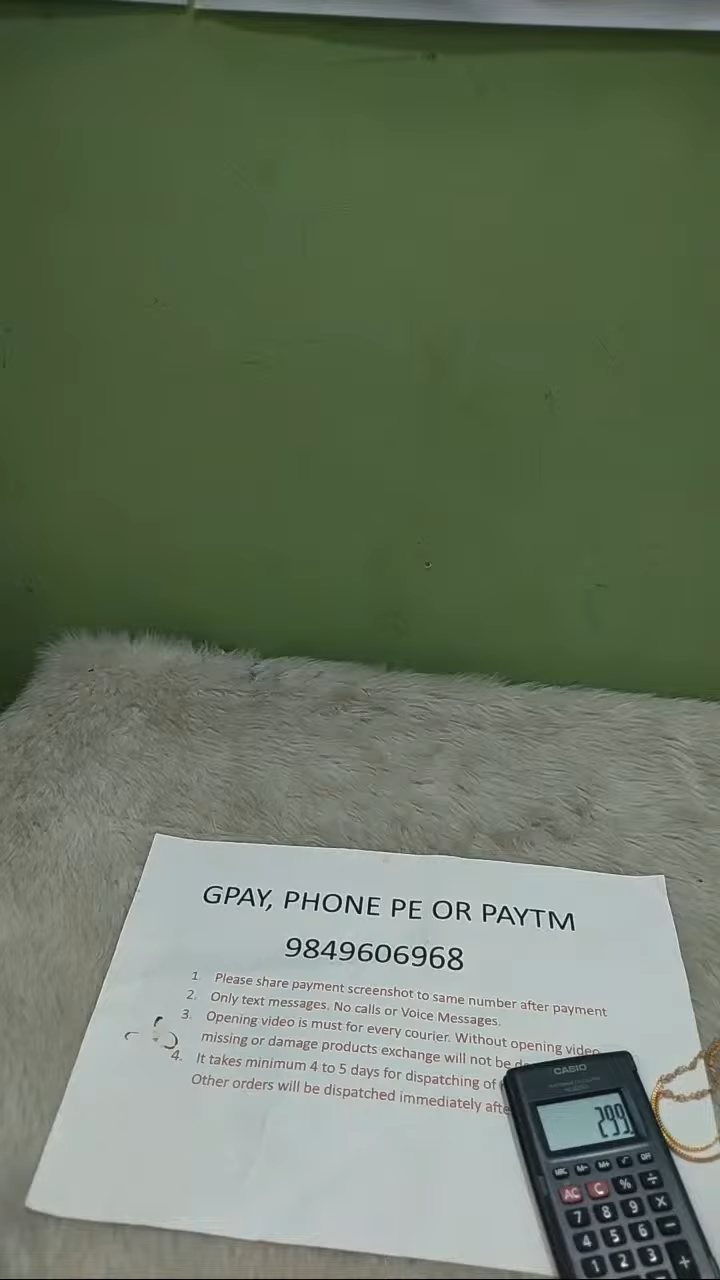 GPAY, PHONE PE OR PAYTM
9849606968
1. Please share payment screenshot to same number after payment
2. Only text messages. No calls or Voice Messages.
3. Opening video is must for every courier. Without opening video
missing or damage products exchange will not be
4. It takes minimum 4 to 5 days for dispatching of
Other orders will be dispatched immediately
CASIO
299
MRC M- M+ √ OFF
AC C % ÷
7 8 9 ×
4 5 6 −
1 2 3 +